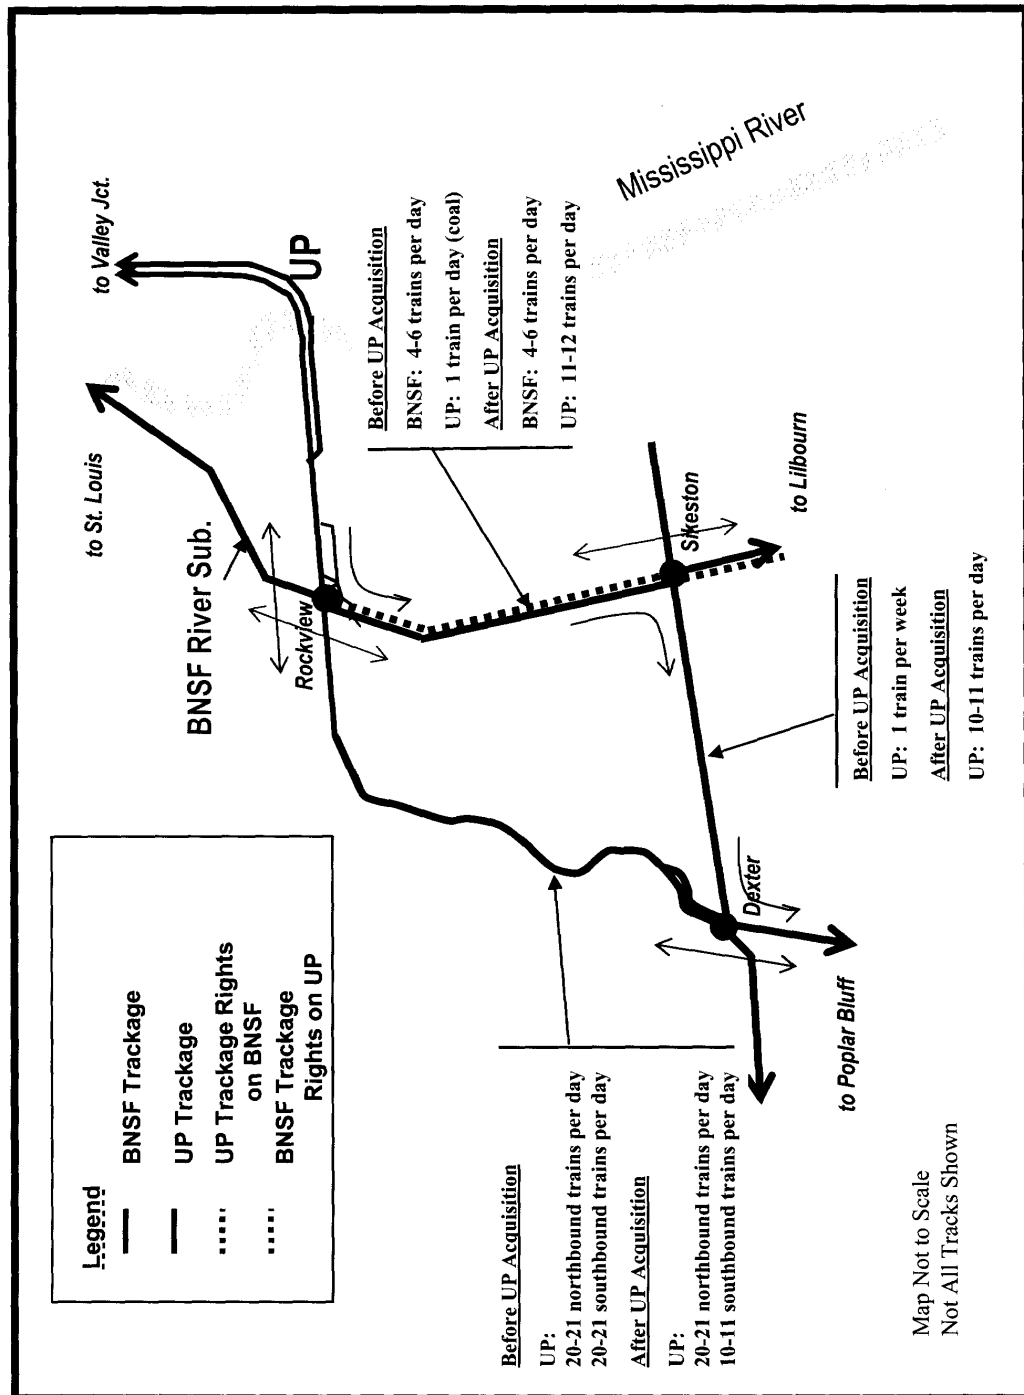 Legend
BNSF Trackage
UP Trackage
UP Trackage Rights
on BNSF
BNSF Trackage
Rights on UP
to St. Louis
to Valley Jct.
BNSF River Sub.
UP
Rockview
Mississippi River
Before UP Acquisition
BNSF: 4-6 trains per day
UP: 1 train per day (coal)
After UP Acquisition
BNSF: 4-6 trains per day
UP: 11-12 trains per day
Sikeston
to Lilbourn
Before UP Acquisition
UP:
20-21 northbound trains per day
20-21 southbound trains per day
After UP Acquisition
UP:
20-21 northbound trains per day
10-11 southbound trains per day
Dexter
to Poplar Bluff
Before UP Acquisition
UP: 1 train per week
After UP Acquisition
UP: 10-11 trains per day
Map Not to Scale
Not All Tracks Shown